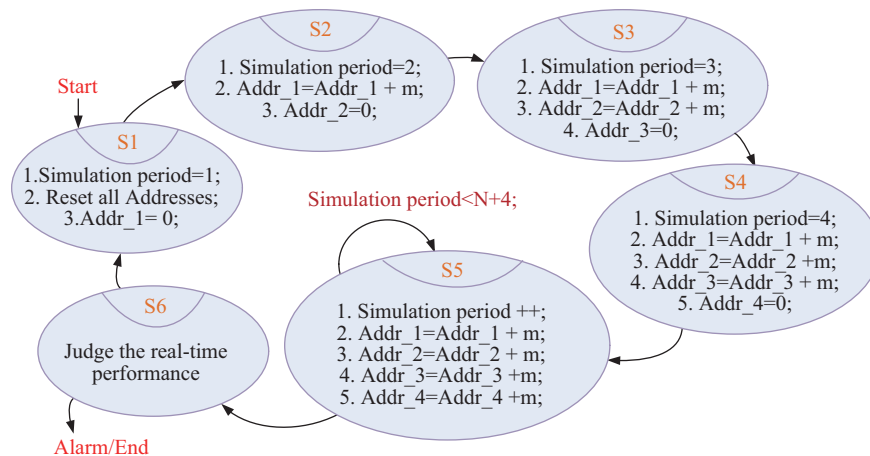 Start
S1
1.Simulation period=1;
2. Reset all Addresses;
3.Addr_1= 0;
S2
1. Simulation period=2;
2. Addr_1=Addr_1 + m;
3. Addr_2=0;
S3
1. Simulation period=3;
2. Addr_1=Addr_1 + m;
3. Addr_2=Addr_2 + m;
4. Addr_3=0;
S4
1. Simulation period=4;
2. Addr_1=Addr_1 + m;
3. Addr_2=Addr_2 +m;
4. Addr_3=Addr_3 + m;
5. Addr_4=0;
Simulation period<N+4;
S5
1. Simulation period ++;
2. Addr_1=Addr_1 + m;
3. Addr_2=Addr_2 + m;
4. Addr_3=Addr_3 +m;
5. Addr_4=Addr_4 +m;
S6
Judge the real-time
performance
Alarm/End